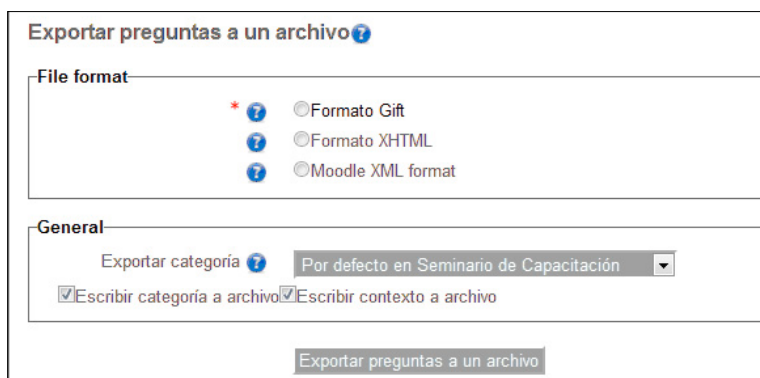 Exportar preguntas a un archivo
File format
* Formato Gift
Formato XHTML
Moodle XML format
General
Exportar categoría Por defecto en Seminario de Capacitación
Escribir categoría a archivo Escribir contexto a archivo
Exportar preguntas a un archivo